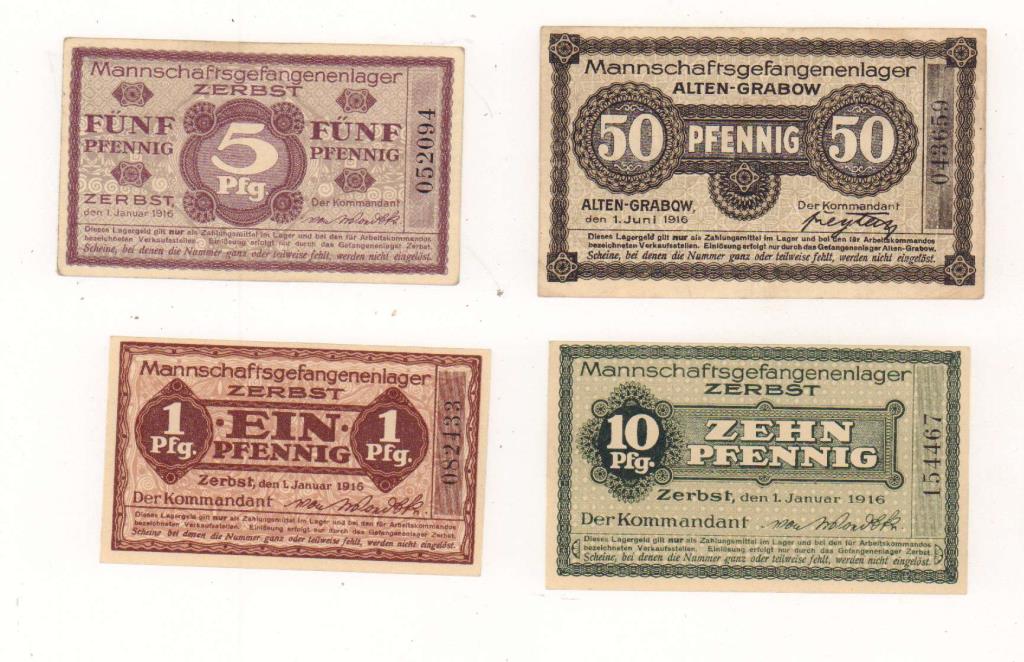 Mannschaftsgefangenenlager
ZERBST
FÜNF
PFENNIG
5
Pfg
FÜNF
PFENNIG
ZERBST,
den 1. Januar 1916
Der Kommandant
052094
Dieses Lagergeld gilt nur als Zahlungsmittel im Lager und bei den für Arbeitskommandos
bezeichneten Verkaufsstellen. Einlösung erfolgt nur durch das Gefangenenlager Zerbst.
Scheine, bei denen die Nummer ganz oder teilweise fehlt, werden nicht eingelöst.
Mannschaftsgefangenenlager
ALTEN-GRABOW
50 PFENNIG 50
ALTEN-GRABOW,
den 1. Juni 1916
Der Kommandant
043659
Dieses Lagergeld gilt nur als Zahlungsmittel im Lager und bei den für Arbeitskommandos
bezeichneten Verkaufsstellen. Einlösung erfolgt nur durch das Gefangenenlager Alten-Grabow.
Scheine, bei denen die Nummer ganz oder teilweise fehlt, werden nicht eingelöst.
Mannschaftsgefangenenlager
ZERBST
1
Pfg.
·EIN·
PFENNIG
1
Pfg.
Zerbst, den 1. Januar 1916
Der Kommandant
082433
Dieses Lagergeld gilt nur als Zahlungsmittel im Lager und bei den für Arbeitskommandos
bezeichneten Verkaufsstellen. Einlösung erfolgt nur durch das Gefangenenlager Zerbst.
Scheine bei denen die Nummer ganz oder teilweise fehlt, werden nicht eingelöst.
Mannschaftsgefangenenlager
ZERBST
10
Pfg.
ZEHN
PFENNIG
Zerbst, den 1. Januar 1916
Der Kommandant
154467
Dieses Lagergeld gilt nur als Zahlungsmittel im Lager und bei den für Arbeitskommandos
bezeichneten Verkaufsstellen. Einlösung erfolgt nur durch das Gefangenenlager Zerbst.
Scheine, bei denen die Nummer ganz oder teilweise fehlt, werden nicht eingelöst.